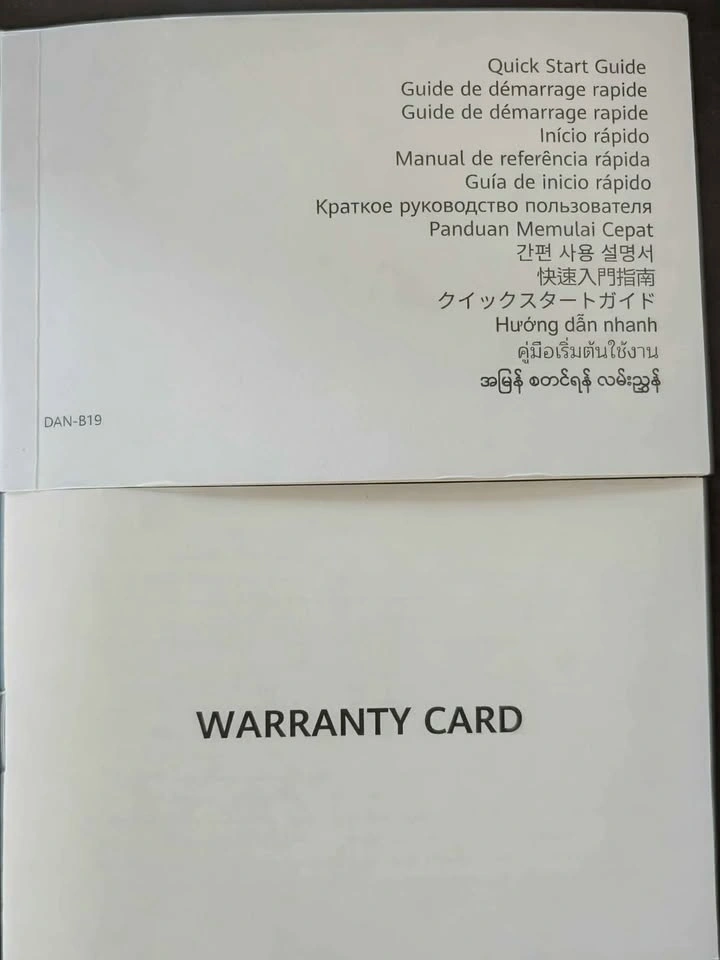 Quick Start Guide
Guide de démarrage rapide
Guide de démarrage rapide
Início rápido
Manual de referência rápida
Guía de inicio rápido
Краткое руководство пользователя
Panduan Memulai Cepat
간편 사용 설명서
快速入門指南
クイックスタートガイド
Hướng dẫn nhanh
คู่มือเริ่มต้นใช้งาน
အမြန် စတင်ရန် လမ်းညွှန်
DAN-B19
WARRANTY CARD